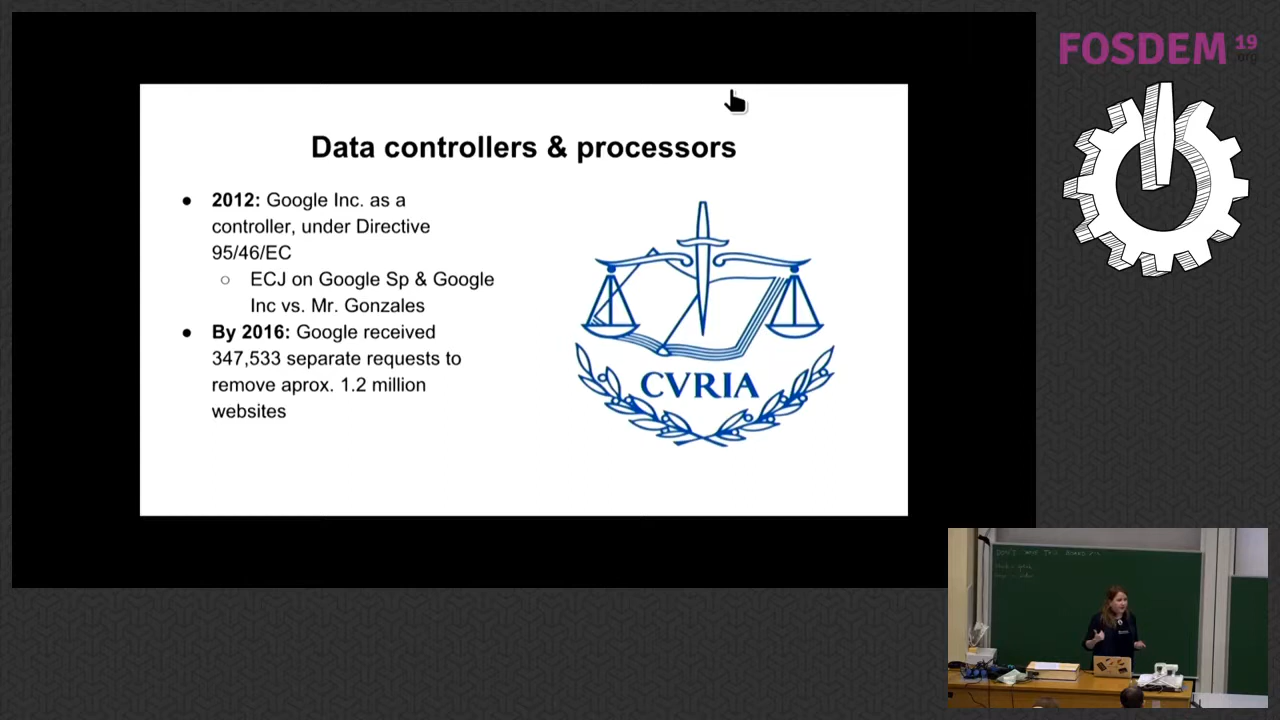 FOSDEM 19
.org
Data controllers & processors
● 2012: Google Inc. as a
controller, under Directive
95/46/EC
○ ECJ on Google Sp & Google
Inc vs. Mr. Gonzales
● By 2016: Google received
347,533 separate requests to
remove aprox. 1.2 million
websites
CVRIA